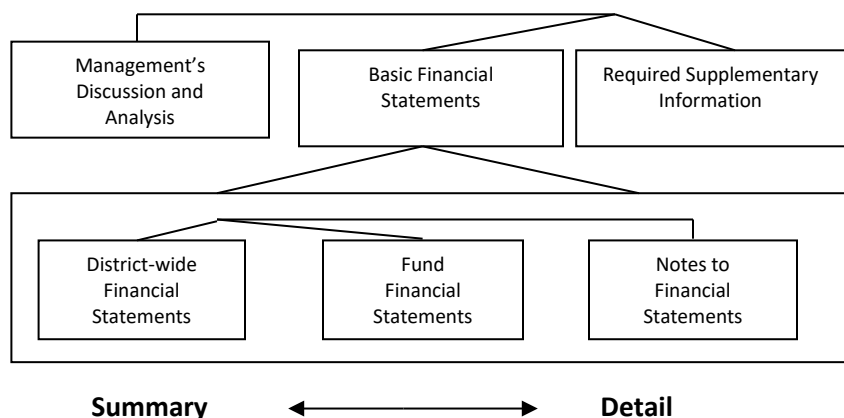 Management’s
Discussion and
Analysis
Basic Financial
Statements
Required Supplementary
Information
District-wide
Financial
Statements
Fund
Financial
Statements
Notes to
Financial
Statements
Summary
Detail